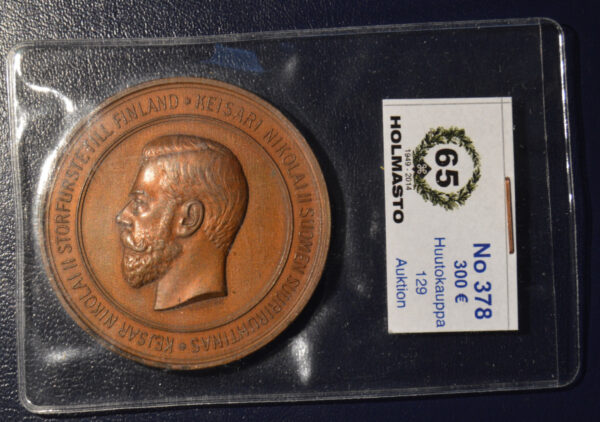 KEJSAR NIKOLAI II STORFURSTE TILL FINLAND * KEISARI NIKOLAI II SUOMEN SUURIRUHTINAS *
65
1949 - 2014
HOLMASTO
No 378
300 €
Huutokauppa
129
Auktion